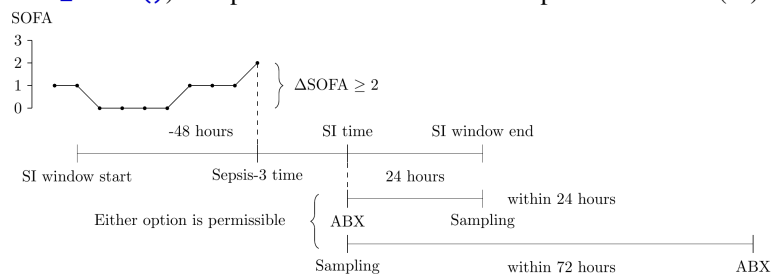 SOFA
3
2
1
0
ΔSOFA ≥ 2
-48 hours
SI time
SI window end
SI window start
Sepsis-3 time
24 hours
within 24 hours
Either option is permissible
ABX
Sampling
Sampling
within 72 hours
ABX